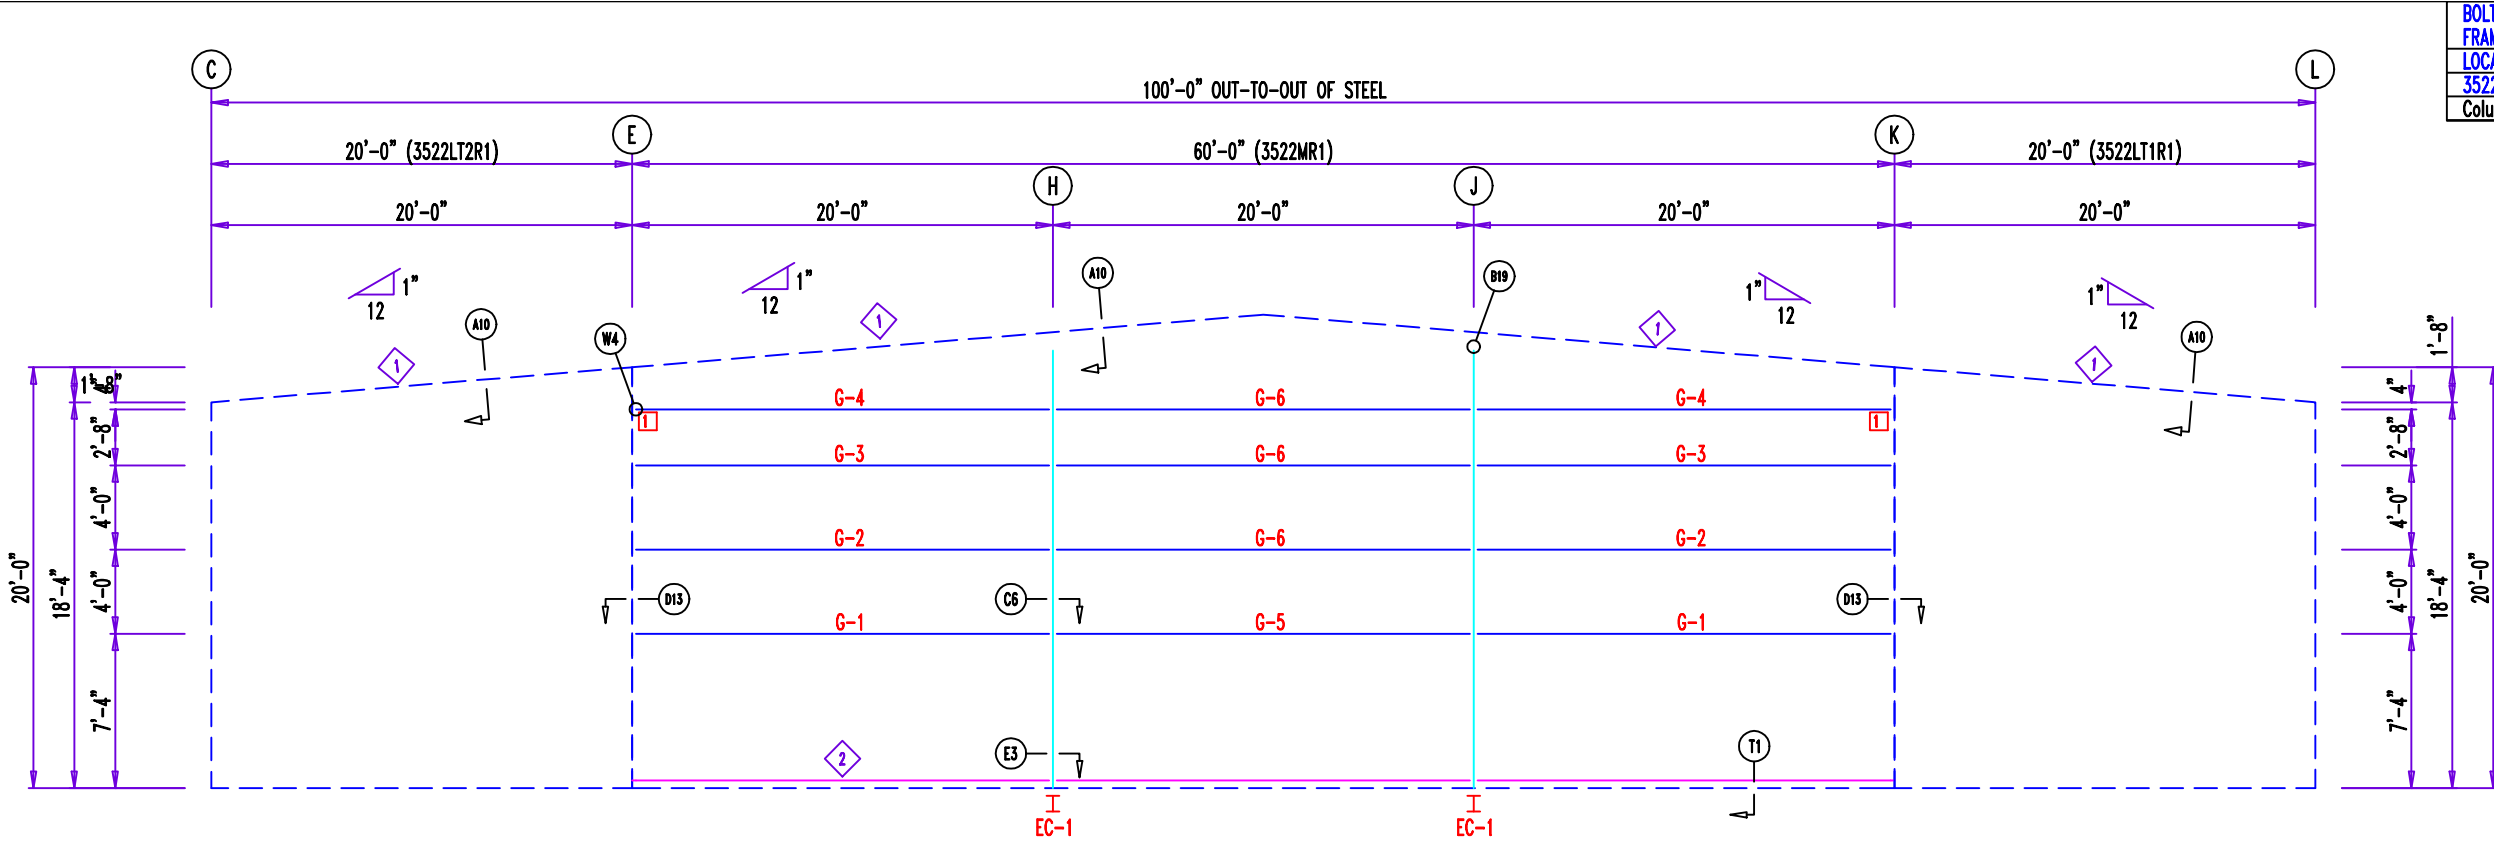 BOLT
FRAM
LOCA
3522
Colu
C
L
100'-0" OUT-TO-OUT OF STEEL
E
K
20'-0" (3522LT2R1)
60'-0" (3522MR1)
20'-0" (3522LT1R1)
H
J
20'-0"
20'-0"
20'-0"
20'-0"
20'-0"
1"
12
1"
12
1"
12
1"
12
A10
A10
B19
A10
W4
1
1
1
1
1'-8"
4"
1'-8"
4"
G-4
G-6
G-4
1
1
2'-8"
G-3
G-6
G-3
2'-8"
4'-0"
G-2
G-6
G-2
4'-0"
20'-0"
18'-4"
4'-0"
D13
C6
D13
4'-0"
18'-4"
20'-0"
G-1
G-5
G-1
7'-4"
7'-4"
2
E3
T1
EC-1
EC-1